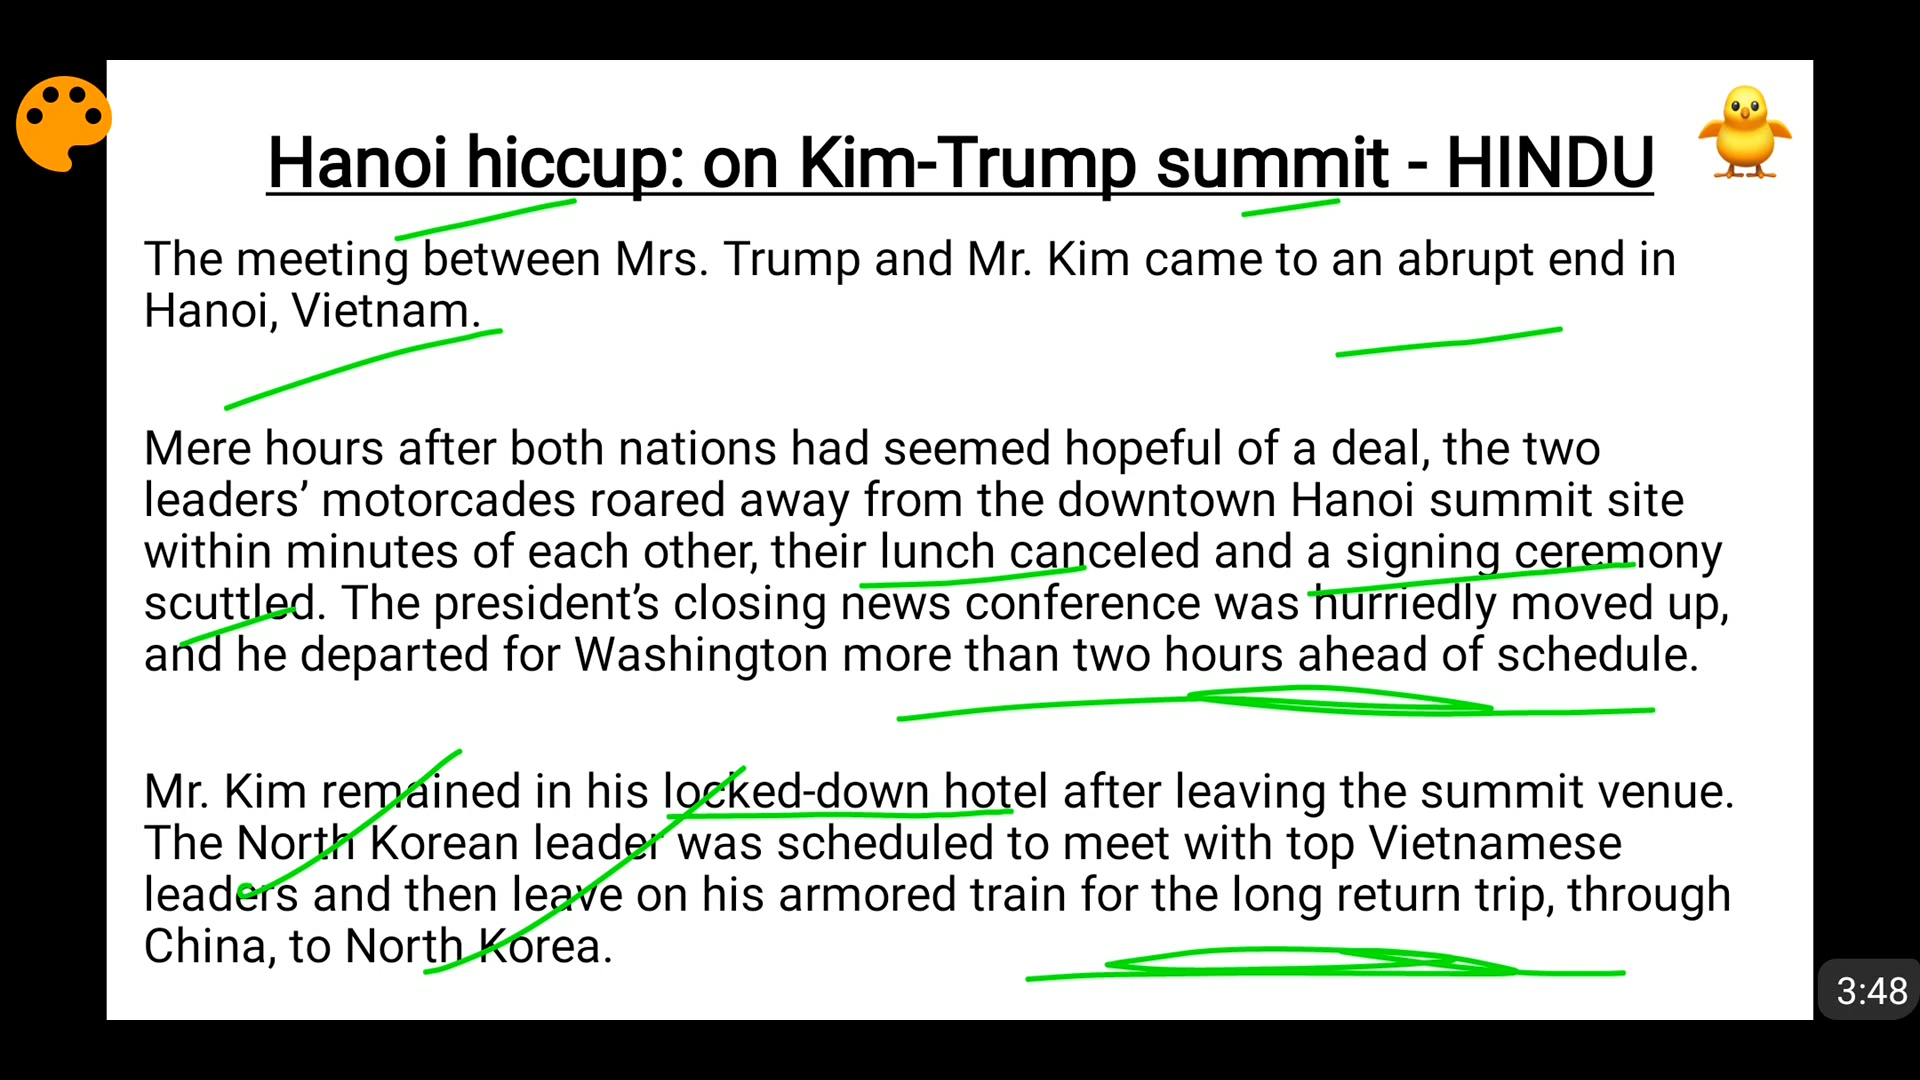 Hanoi hiccup: on Kim-Trump summit - HINDU
The meeting between Mrs. Trump and Mr. Kim came to an abrupt end in
Hanoi, Vietnam.
Mere hours after both nations had seemed hopeful of a deal, the two
leaders’ motorcades roared away from the downtown Hanoi summit site
within minutes of each other, their lunch canceled and a signing ceremony
scuttled. The president’s closing news conference was hurriedly moved up,
and he departed for Washington more than two hours ahead of schedule.
Mr. Kim remained in his locked-down hotel after leaving the summit venue.
The North Korean leader was scheduled to meet with top Vietnamese
leaders and then leave on his armored train for the long return trip, through
China, to North Korea.
3:48